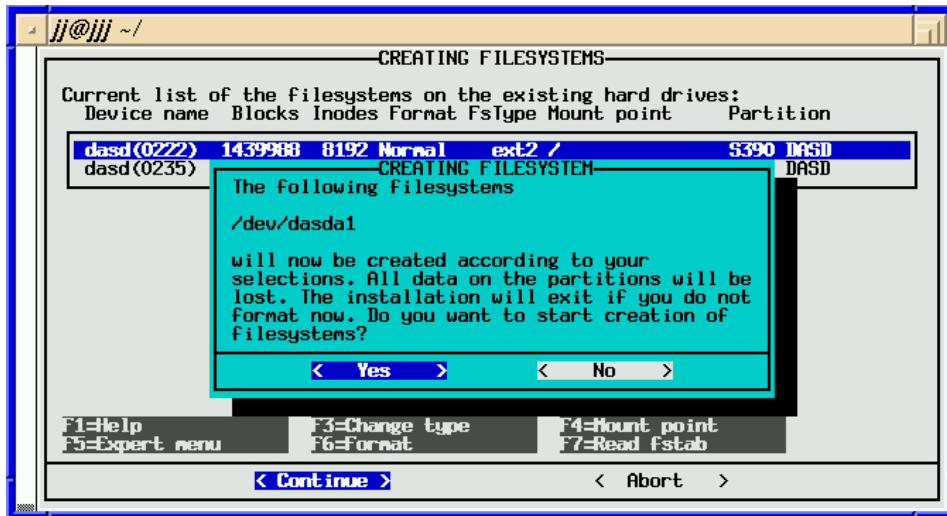 jj@jjj ~/
CREATING FILESYSTEMS
Current list of the filesystems on the existing hard drives:
Device name Blocks Inodes Format FsType Mount point Partition
dasd(0222) 1439988 8192 Normal ext2 / S390 DASD
dasd(0235) DASD
CREATING FILESYSTEM
The following filesystems
/dev/dasda1
will now be created according to your
selections. All data on the partitions will be
lost. The installation will exit if you do not
format now. Do you want to start creation of
filesystems?
< Yes > < No >
F1=Help F3=Change type F4=Mount point
F5=Expert menu F6=Format F7=Read fstab
< Continue > < Abort >